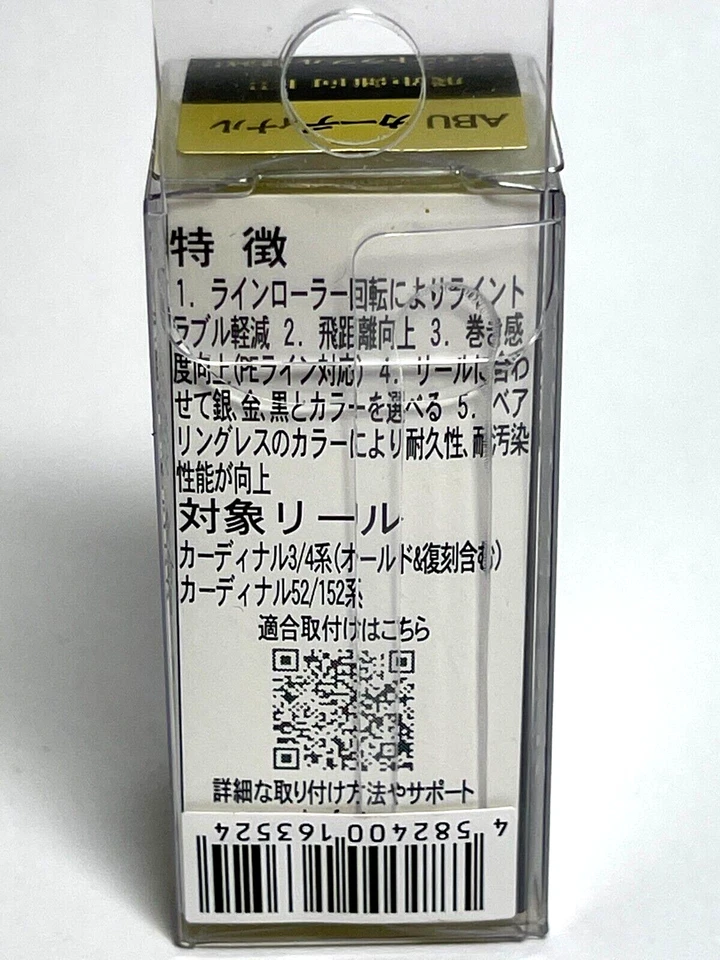 ABU カーディナル
特 徴
1. ラインローラー回転によりライント
ラブル軽減 2. 飛距離向上 3. 巻き感
度向上(PEライン対応) 4. リールに合わ
せて銀、金、黒とカラーを選べる 5. ベア
リングレスのカラーにより耐久性、耐汚染
性能が向上
対象リール
カーディナル3/4系(オールド&復刻含む)
カーディナル52/152系
適合取付けはこちら
詳細な取り付け方法やサポート
4 582400 163524